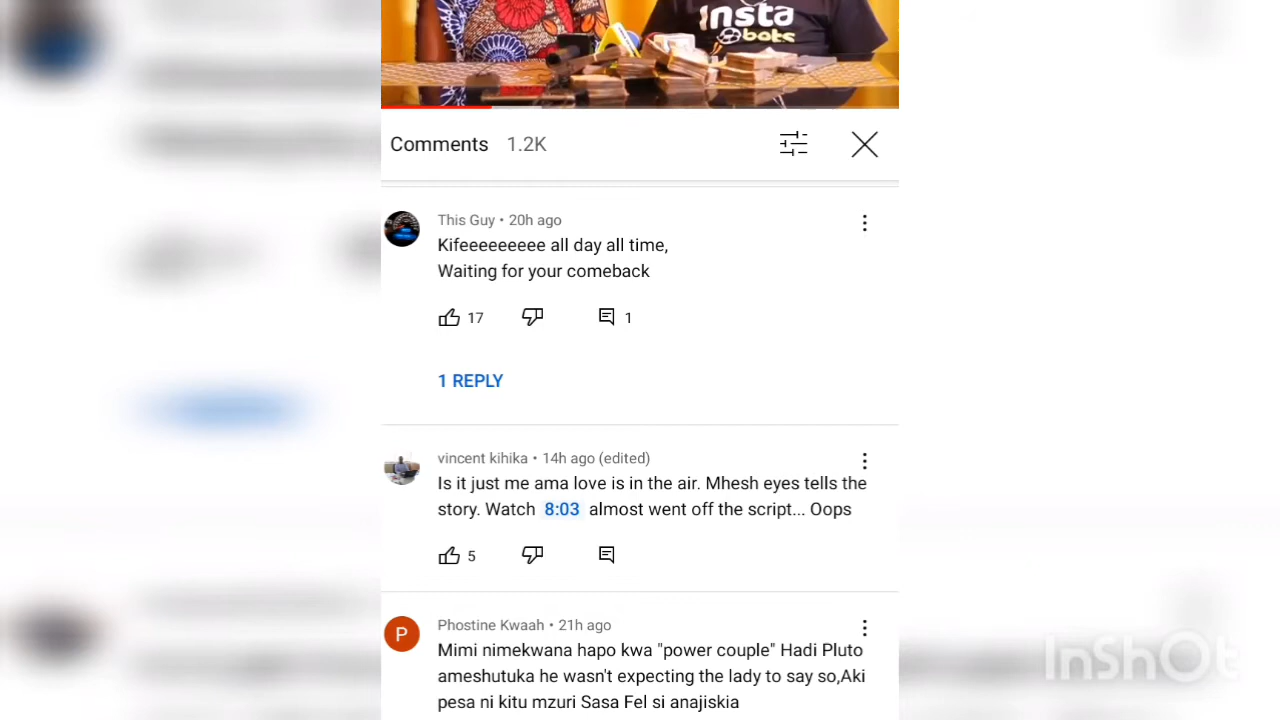 Insta
bots
Comments 1.2K
This Guy • 20h ago
Kifeeeeeeeee all day all time,
Waiting for your comeback
17
1
1 REPLY
vincent kihika • 14h ago (edited)
Is it just me ama love is in the air. Mhesh eyes tells the
story. Watch 8:03 almost went off the script... Oops
5
Phostine Kwaah • 21h ago
Mimi nimekwana hapo kwa "power couple" Hadi Pluto
ameshutuka he wasn't expecting the lady to say so,Aki
pesa ni kitu mzuri Sasa Fel si anajiskia
P
InShOt